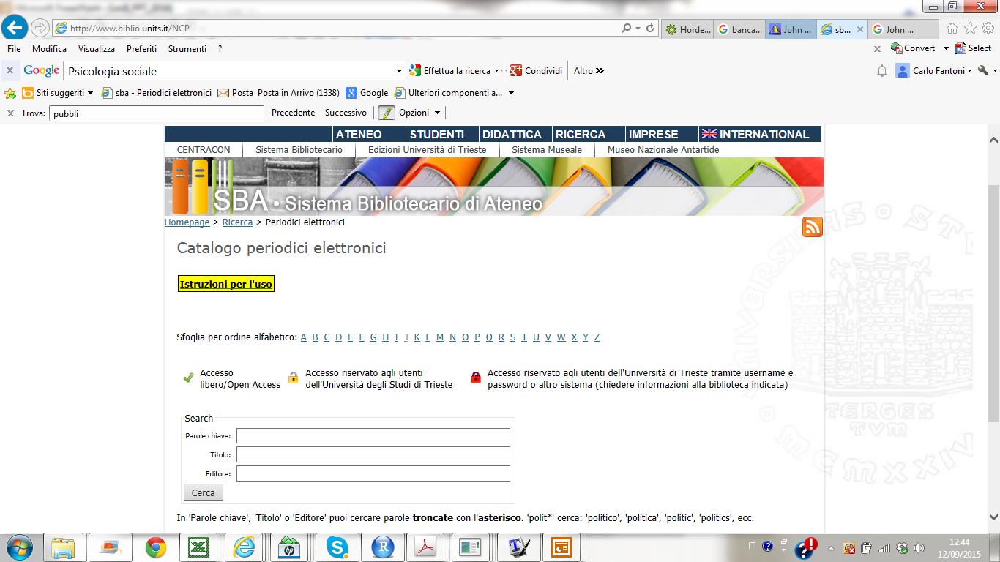 http://www.biblio.units.it/NCP
Horde...
banca...
John ...
sb...
John ...
File Modifica Visualizza Preferiti Strumenti ?
Convert Select
x Google Psicologia sociale Effettua la ricerca Condividi Altro »
Carlo Fantoni
Siti suggeriti sba - Periodici elettronici Posta Posta in Arrivo (1338) Google Ulteriori componenti a...
x Trova: pubbli Precedente Successivo Opzioni
ATENEO STUDENTI DIDATTICA RICERCA IMPRESE INTERNATIONAL
CENTRACON Sistema Bibliotecario Edizioni Università di Trieste Sistema Museale Museo Nazionale Antartide
SBA • Sistema Bibliotecario di Ateneo
Homepage > Ricerca > Periodici elettronici
Catalogo periodici elettronici
Istruzioni per l'uso
Sfoglia per ordine alfabetico: A B C D E F G H I J K L M N O P Q R S T U V W X Y Z
Accesso
libero/Open Access
Accesso riservato agli utenti
dell'Università degli Studi di Trieste
Accesso riservato agli utenti dell'Università di Trieste tramite username e
password o altro sistema (chiedere informazioni alla biblioteca indicata)
Search
Parole chiave:
Titolo:
Editore:
Cerca
In 'Parole chiave', 'Titolo' o 'Editore' puoi cercare parole troncate con l'asterisco. 'polit*' cerca: 'politico', 'politica', 'politic', 'politics', ecc.
TERGES
TVM
MCMXXIV
IT
12:44
12/09/2015